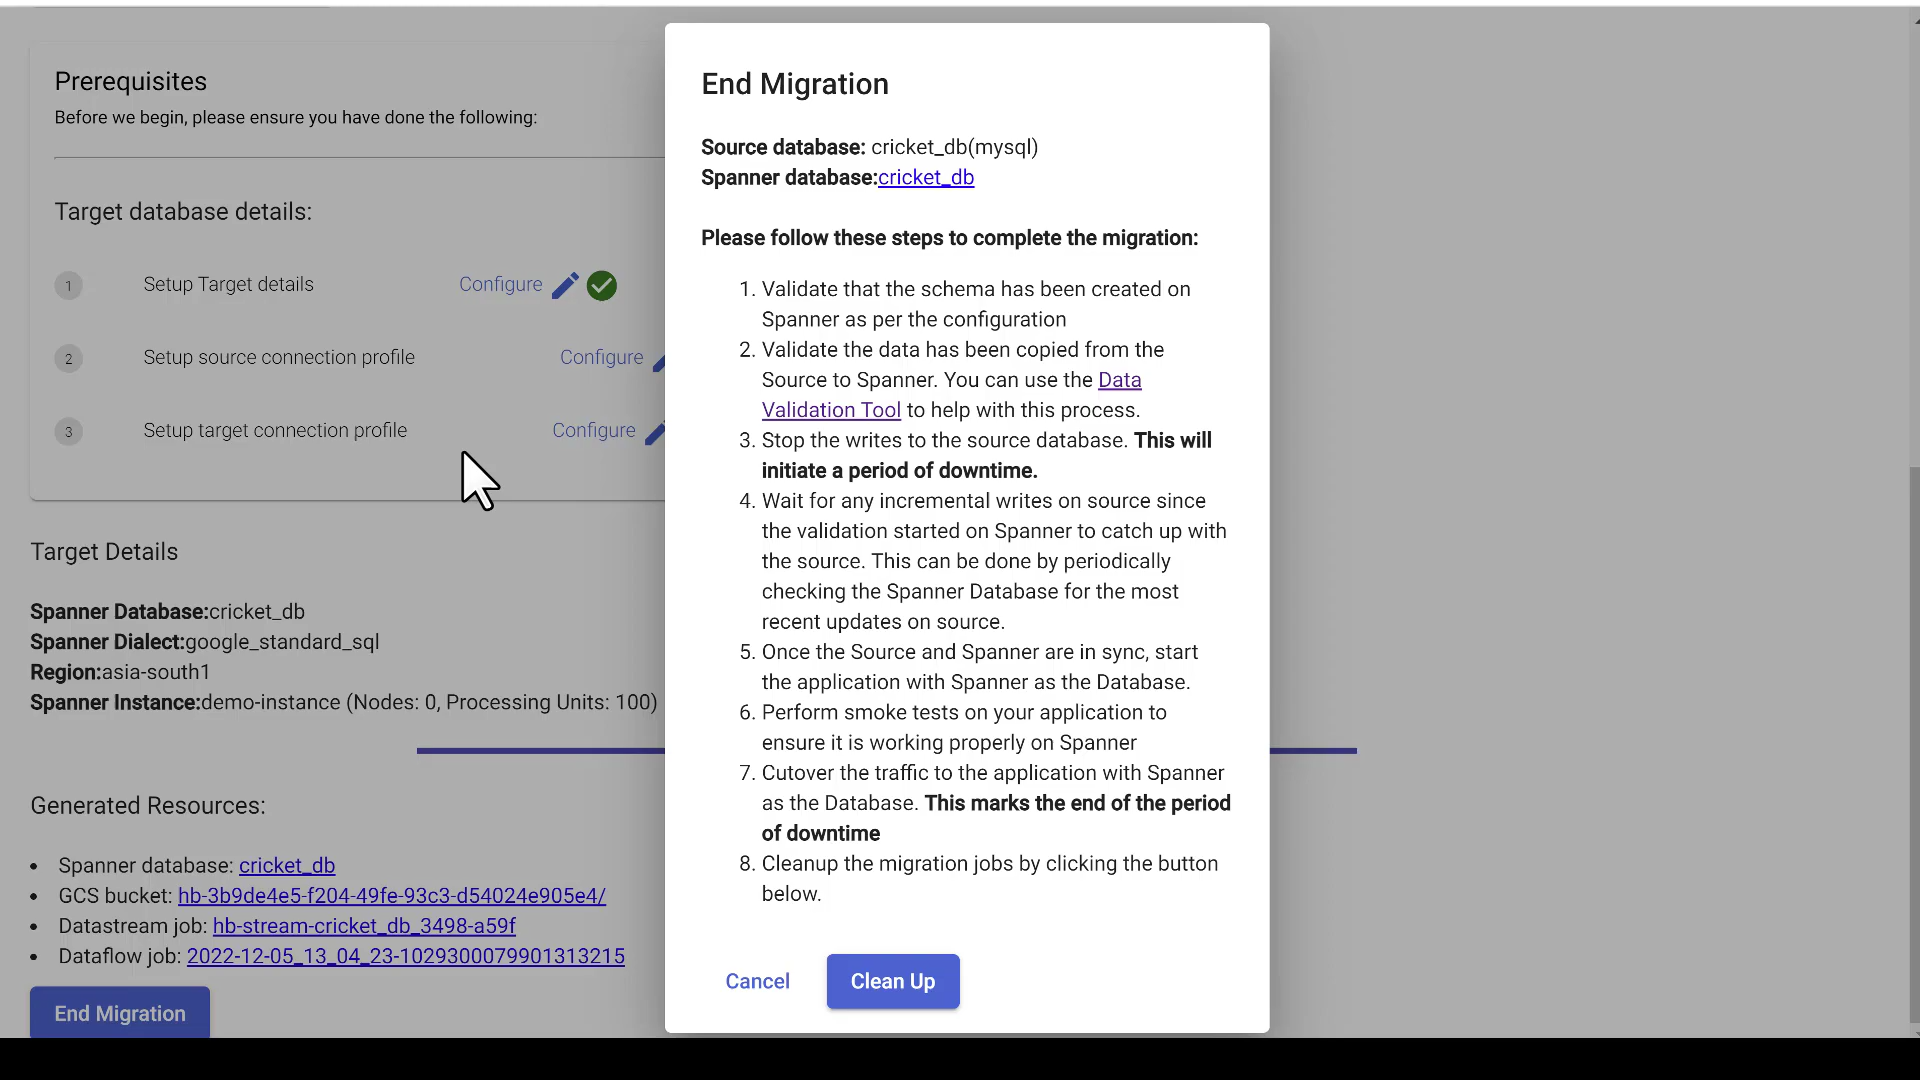 Prerequisites
Before we begin, please ensure you have done the following:
Target database details:
1 Setup Target details Configure
2 Setup source connection profile Configure
3 Setup target connection profile Configure
Target Details
Spanner Database:cricket_db
Spanner Dialect:google_standard_sql
Region:asia-south1
Spanner Instance:demo-instance (Nodes: 0, Processing Units: 100)
Generated Resources:
• Spanner database: cricket_db
• GCS bucket: hb-3b9de4e5-f204-49fe-93c3-d54024e905e4/
• Datastream job: hb-stream-cricket_db_3498-a59f
• Dataflow job: 2022-12-05_13_04_23-1029300079901313215
End Migration
End Migration
Source database: cricket_db(mysql)
Spanner database:cricket_db
Please follow these steps to complete the migration:
1. Validate that the schema has been created on
Spanner as per the configuration
2. Validate the data has been copied from the
Source to Spanner. You can use the Data
Validation Tool to help with this process.
3. Stop the writes to the source database. This will
initiate a period of downtime.
4. Wait for any incremental writes on source since
the validation started on Spanner to catch up with
the source. This can be done by periodically
checking the Spanner Database for the most
recent updates on source.
5. Once the Source and Spanner are in sync, start
the application with Spanner as the Database.
6. Perform smoke tests on your application to
ensure it is working properly on Spanner
7. Cutover the traffic to the application with Spanner
as the Database. This marks the end of the period
of downtime
8. Cleanup the migration jobs by clicking the button
below.
Cancel Clean Up